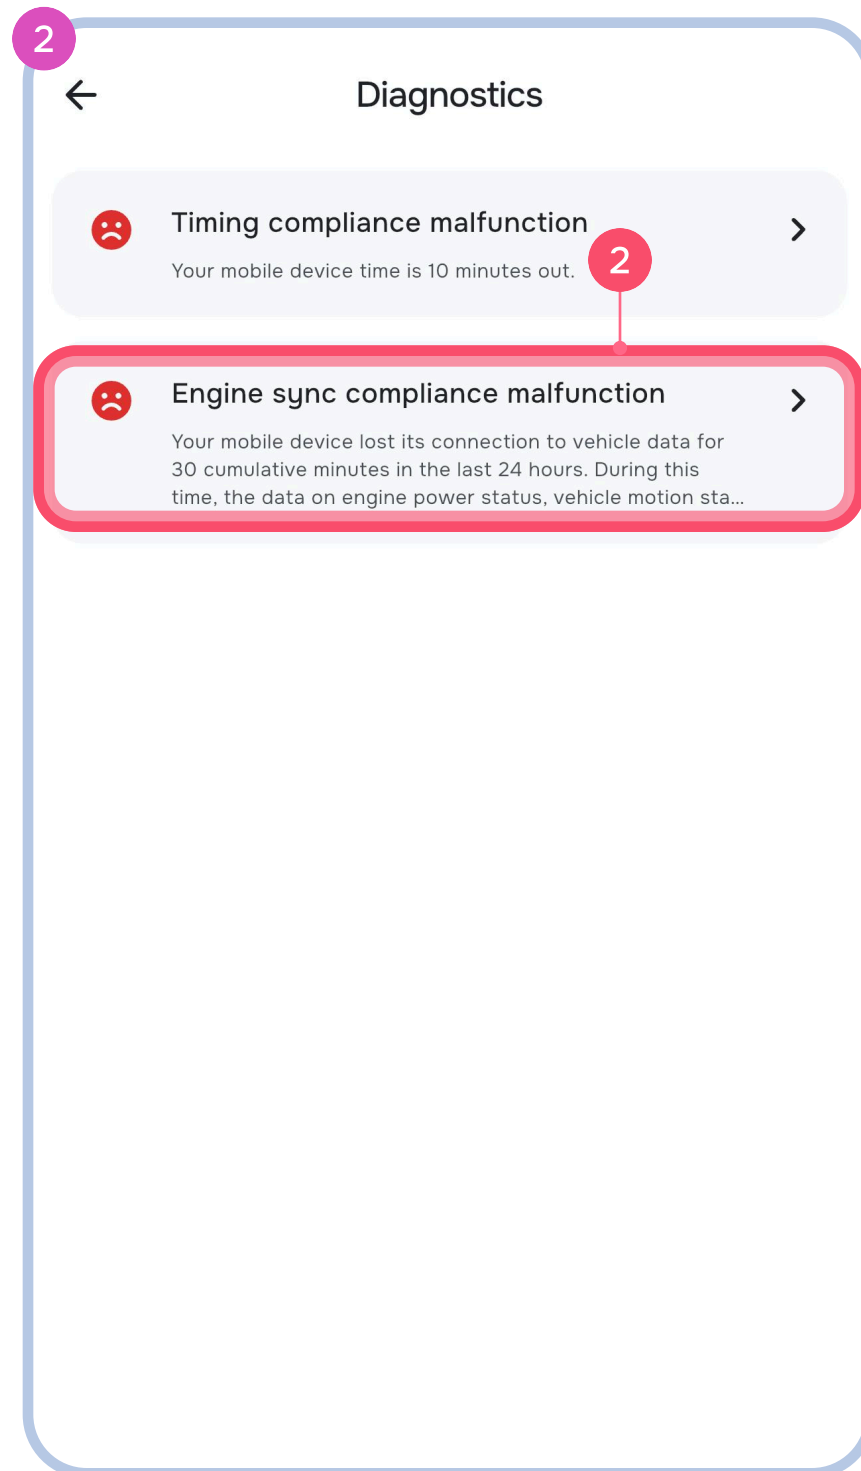 2
Diagnostics
Timing compliance malfunction
Your mobile device time is 10 minutes out.
2
Engine sync compliance malfunction
Your mobile device lost its connection to vehicle data for
30 cumulative minutes in the last 24 hours. During this
time, the data on engine power status, vehicle motion sta...